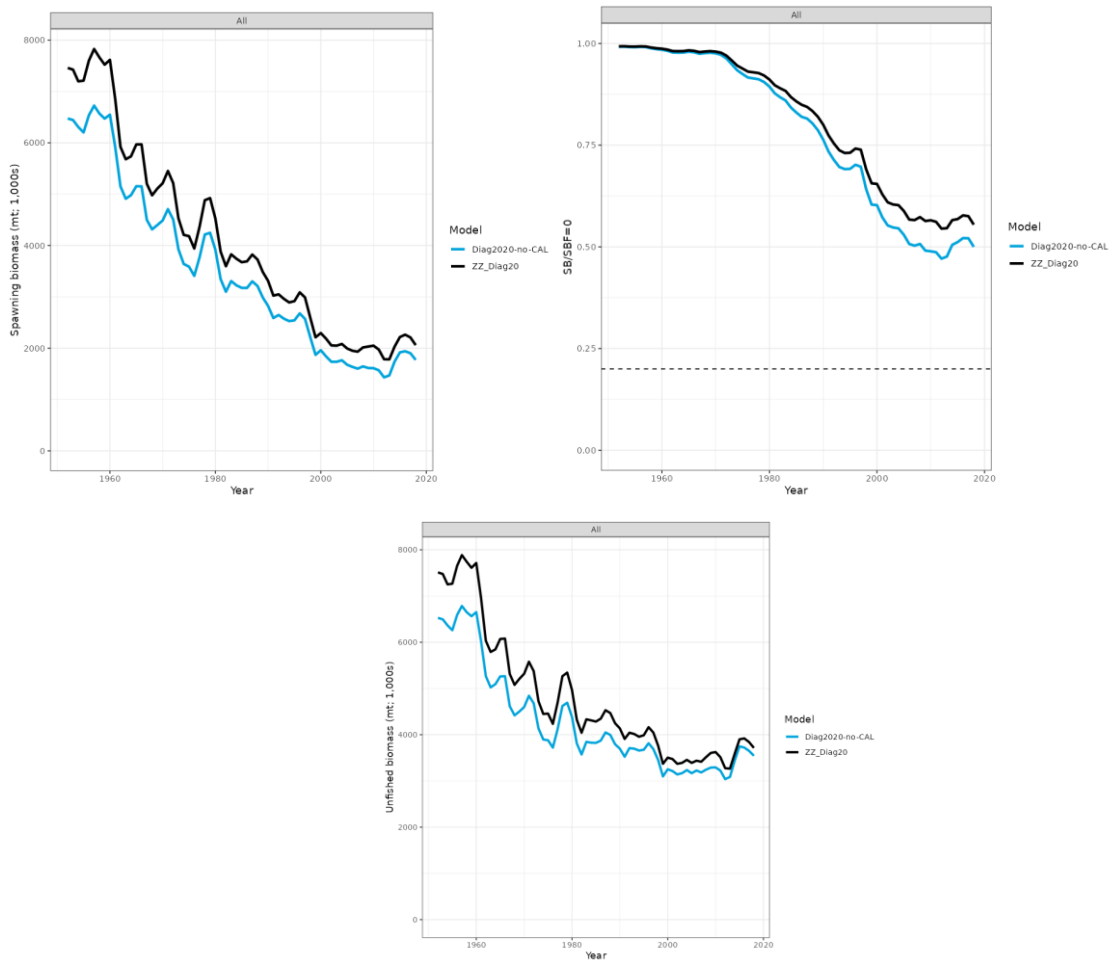 All
Spawning biomass (mt; 1,000s)
8000
6000
4000
2000
0
1960
1980
2000
2020
Year
Model
Diag2020-no-CAL
ZZ_Diag20
All
SB/SBF=0
1.00
0.75
0.50
0.25
0.00
1960
1980
2000
2020
Year
Model
Diag2020-no-CAL
ZZ_Diag20
All
Unfished biomass (mt; 1,000s)
8000
6000
4000
2000
0
1960
1980
2000
2020
Year
Model
Diag2020-no-CAL
ZZ_Diag20